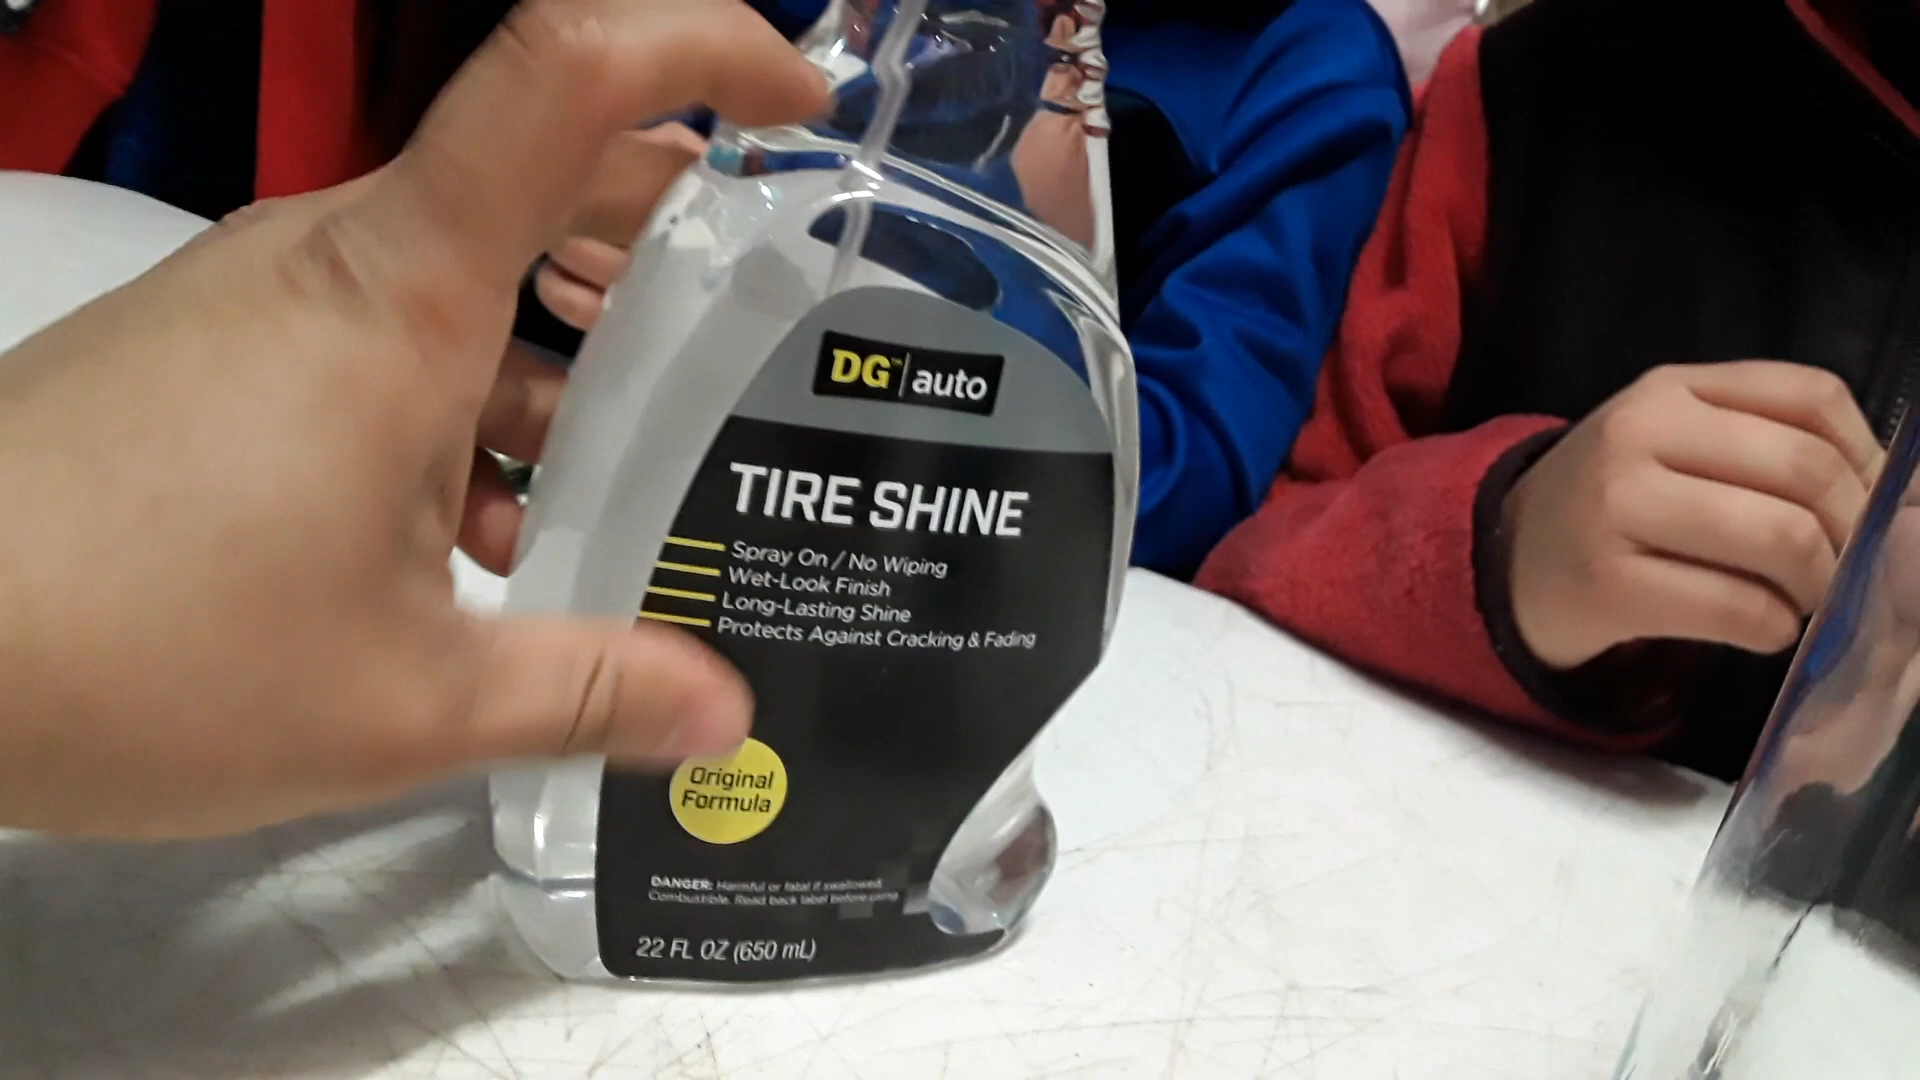 DG™ auto
TIRE SHINE
Spray On / No Wiping
Wet-Look Finish
Long-Lasting Shine
Protects Against Cracking & Fading
Original
Formula
DANGER: Harmful or fatal if swallowed.
Combustible. Read back label before using.
22 FL OZ (650 mL)